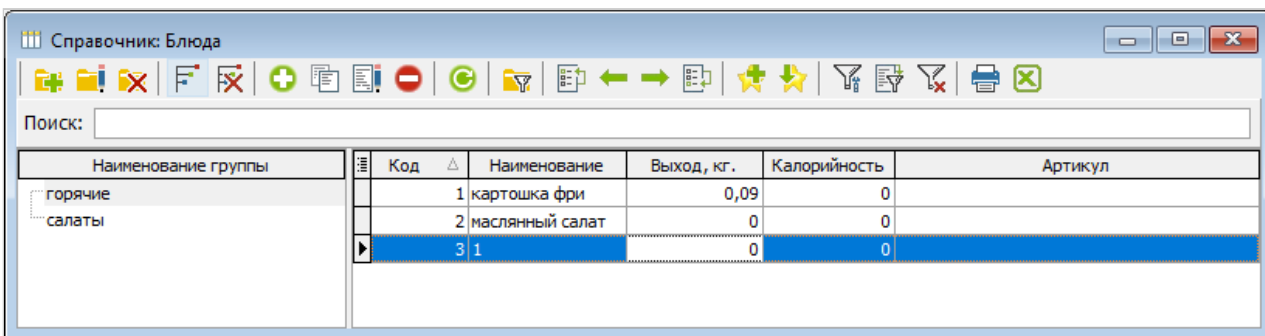 Справочник: Блюда
Поиск:
Наименование группы
горячие
салаты
Код Наименование Выход, кг. Калорийность Артикул
1 картошка фри 0,09 0
2 маслянный салат 0 0
3 1 0 0